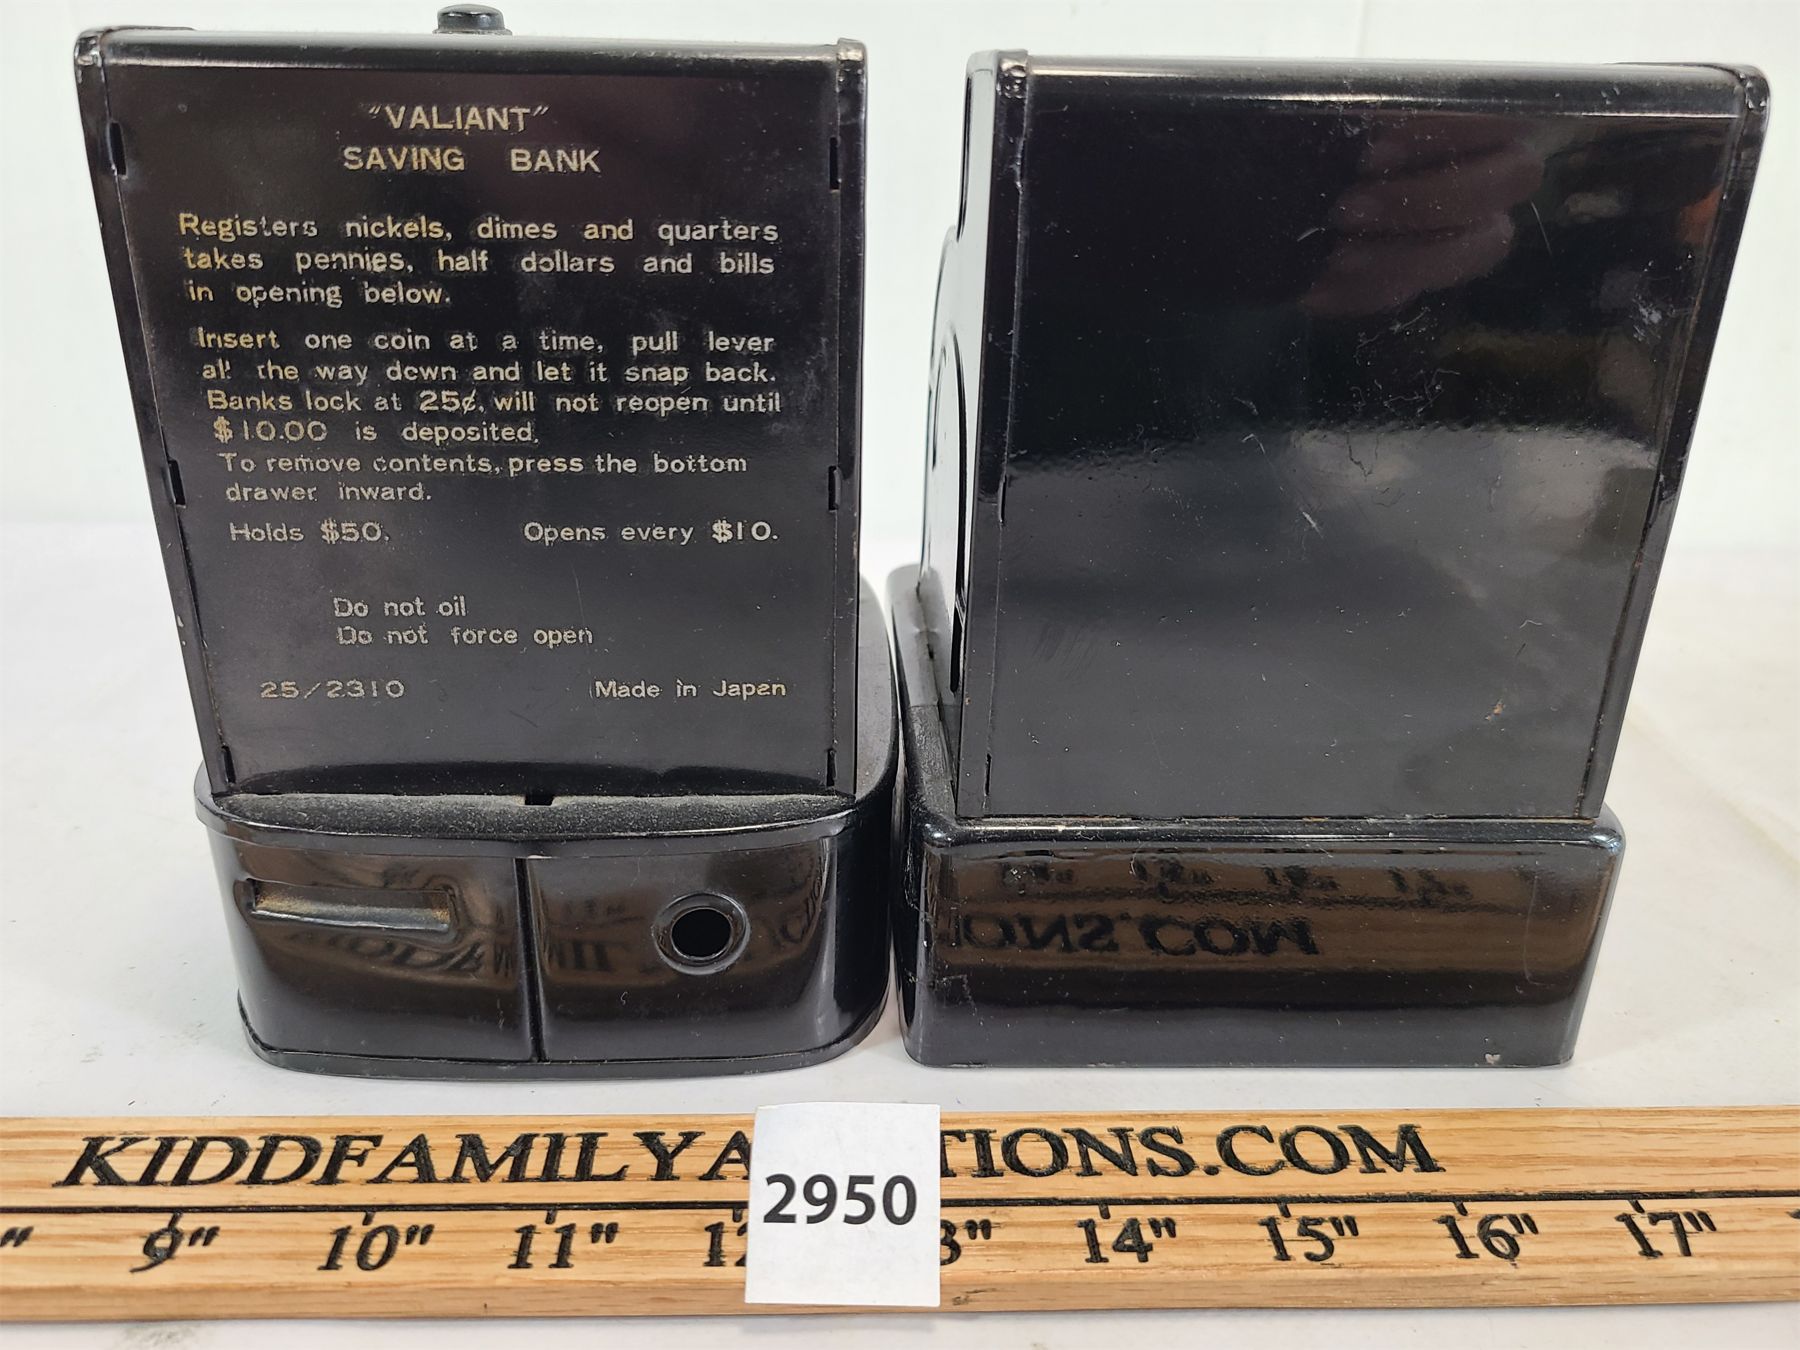 "VALIANT"
SAVING BANK
Registers nickels, dimes and quarters
takes pennies, half dollars and bills
in opening below.
Insert one coin at a time, pull lever
all the way down and let it snap back.
Banks lock at 25¢, will not reopen until
$10.00 is deposited.
To remove contents, press the bottom
drawer inward.
Holds $50. Opens every $10.
Do not oil
Do not force open
25/2310 Made in Japan
KIDDFAMILYA TIONS.COM
2950
9" 10" 11" 12 3" 14" 15" 16" 17"